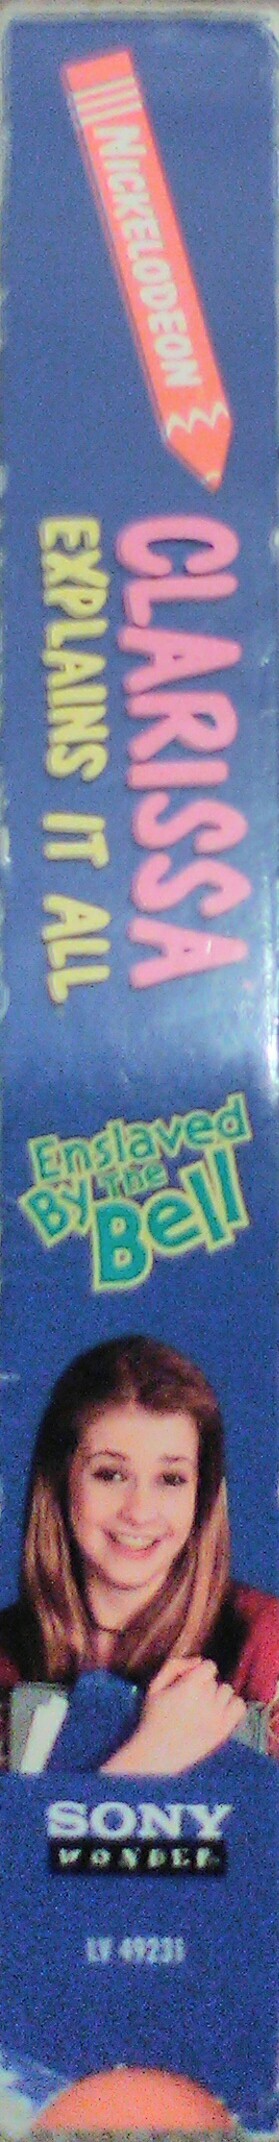 NICKELODEON
CLARISSA
EXPLAINS IT ALL
Enslaved
By The
Bell
SONY
WONDER
LV 49231